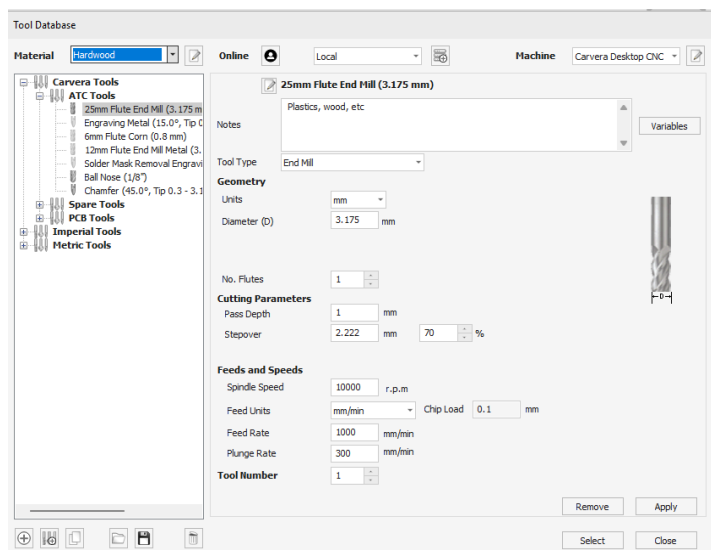 Tool Database
Material Hardwood Online Local Machine Carvera Desktop CNC
Carvera Tools
ATC Tools
25mm Flute End Mill (3.175 m
Engraving Metal (15.0°, Tip 0
6mm Flute Corn (0.8 mm)
12mm Flute End Mill Metal (3.
Solder Mask Removal Engravi
Ball Nose (1/8")
Chamfer (45.0°, Tip 0.3 - 3.1
Spare Tools
PCB Tools
Imperial Tools
Metric Tools
25mm Flute End Mill (3.175 mm)
Notes Plastics, wood, etc Variables
Tool Type End Mill
Geometry
Units mm
Diameter (D) 3.175 mm
D
No. Flutes 1
Cutting Parameters
Pass Depth 1 mm
Stepover 2.222 mm 70 %
Feeds and Speeds
Spindle Speed 10000 r.p.m
Feed Units mm/min Chip Load 0.1 mm
Feed Rate 1000 mm/min
Plunge Rate 300 mm/min
Tool Number 1
Remove Apply
Select Close